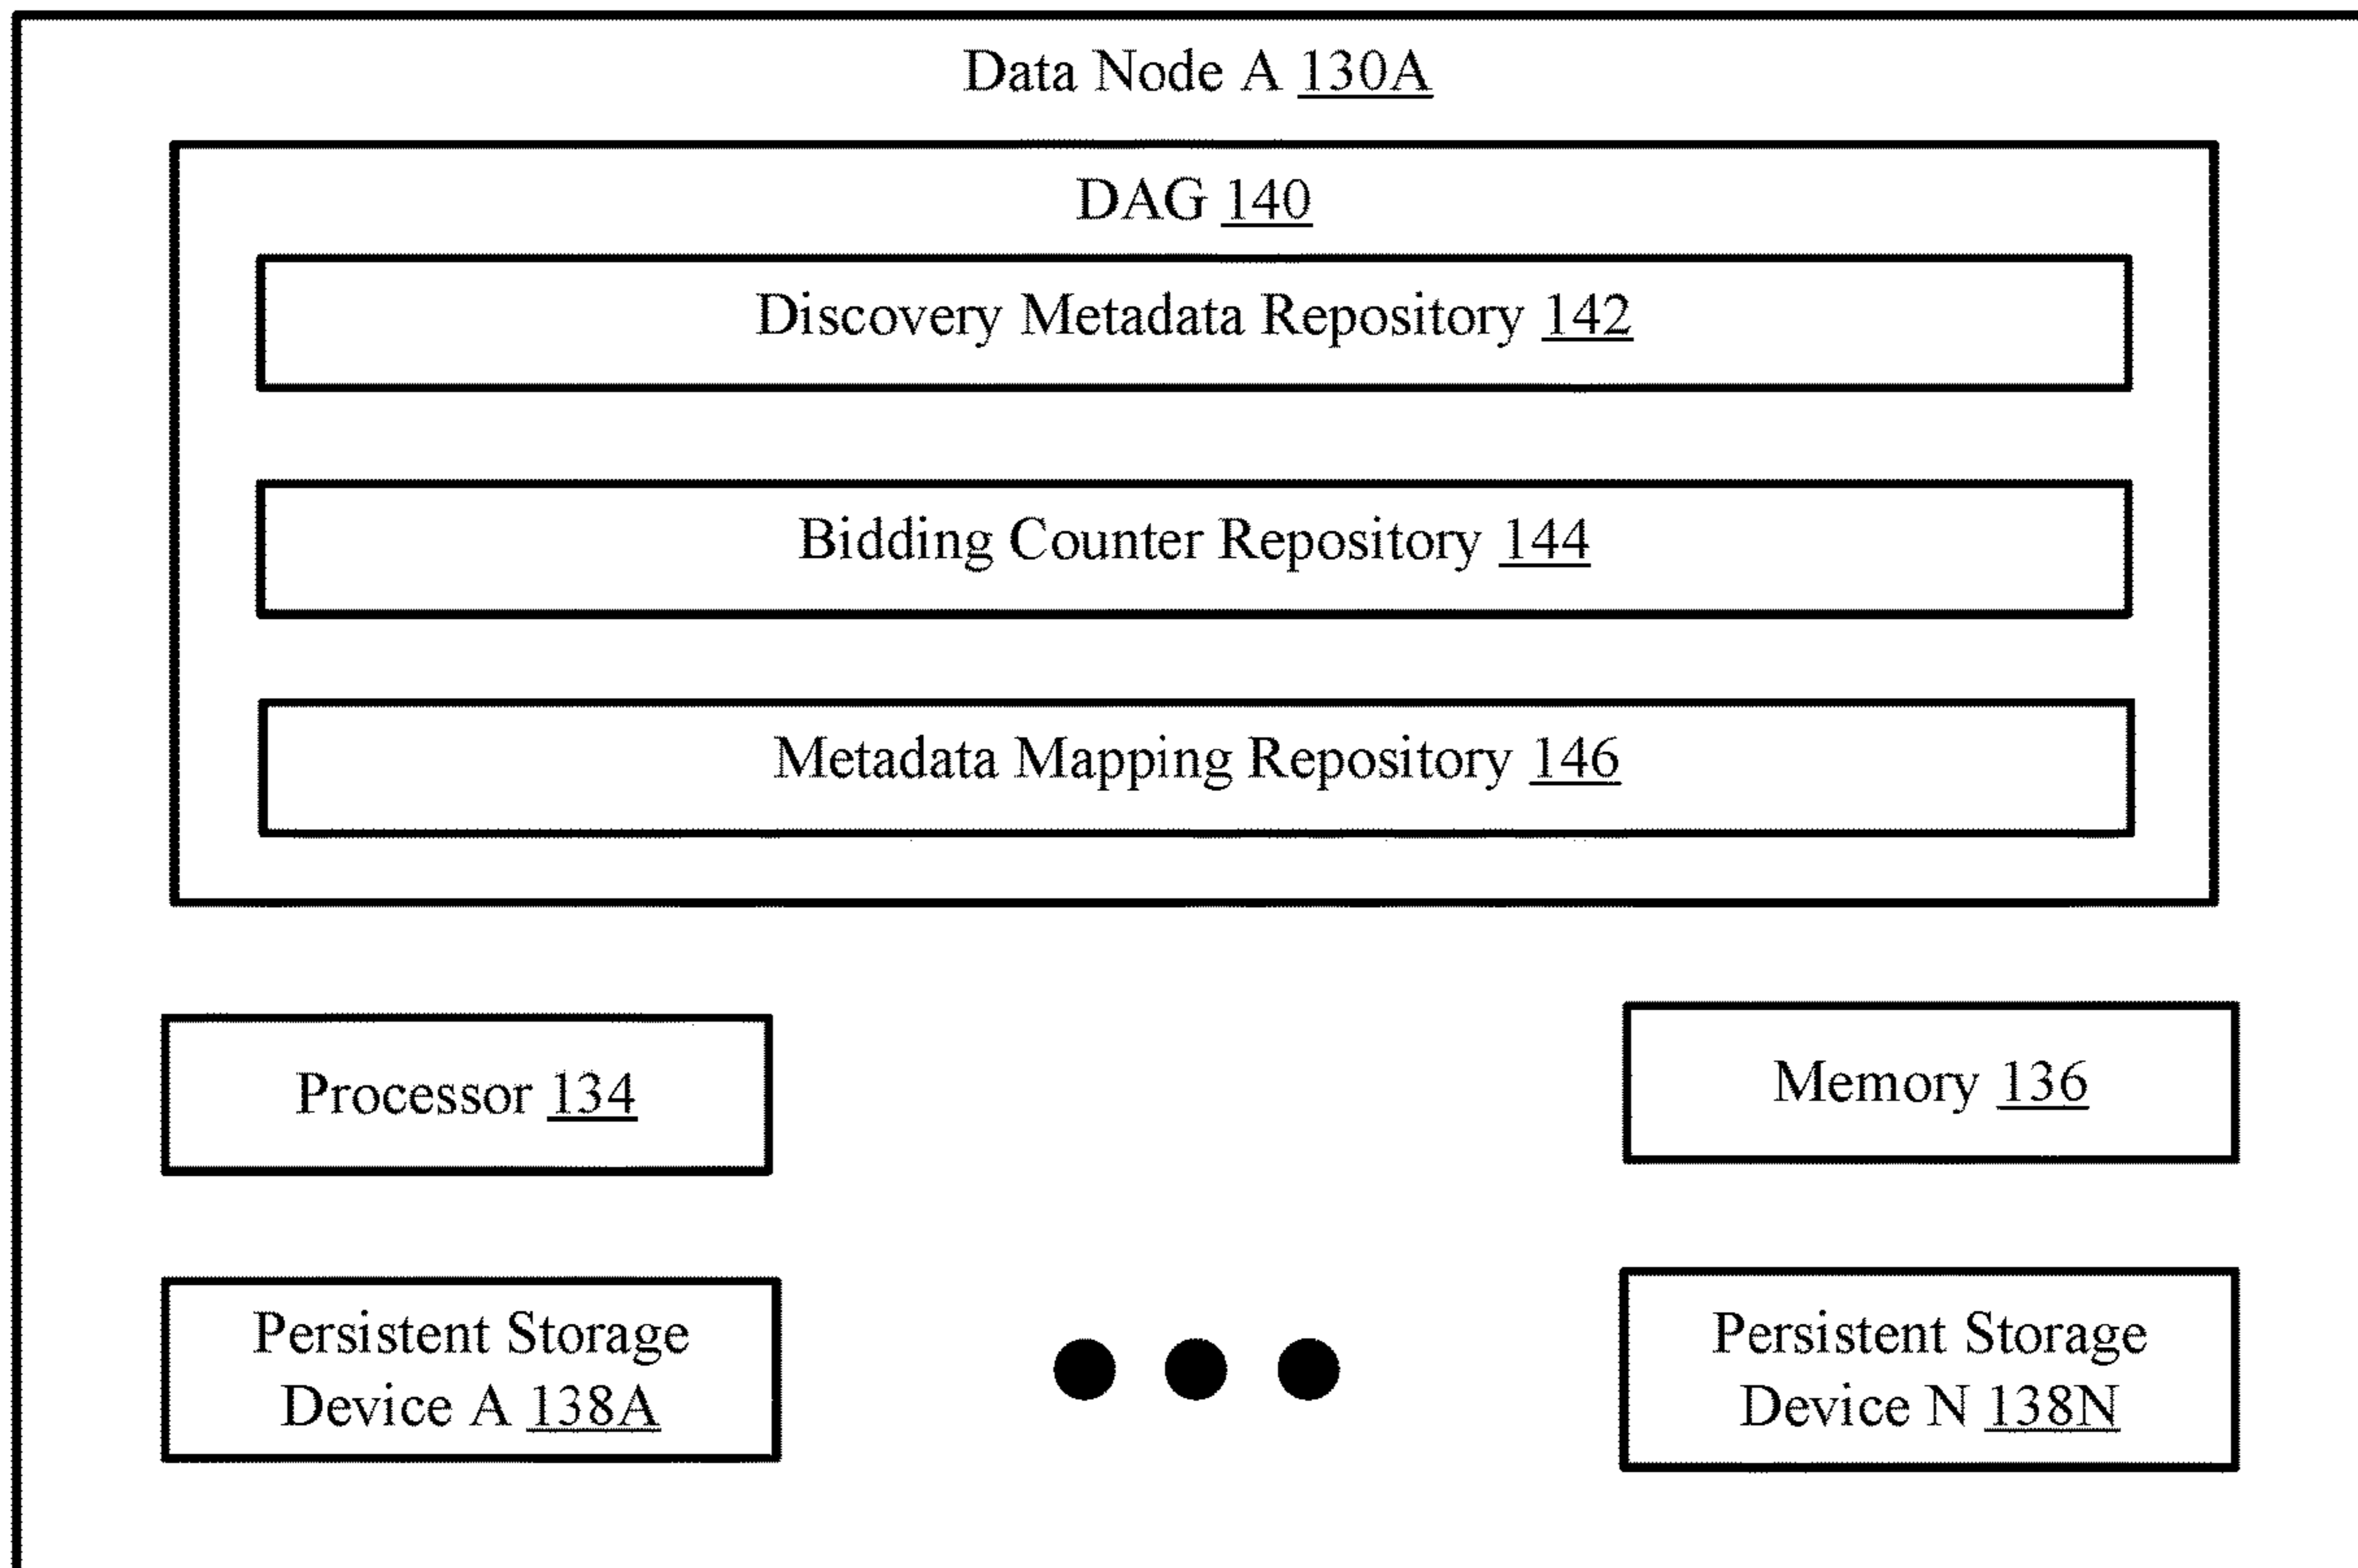 Data Node A 130A
DAG 140
Discovery Metadata Repository 142
Bidding Counter Repository 144
Metadata Mapping Repository 146
Processor 134
Memory 136
Persistent Storage
Device A 138A
Persistent Storage
Device N 138N